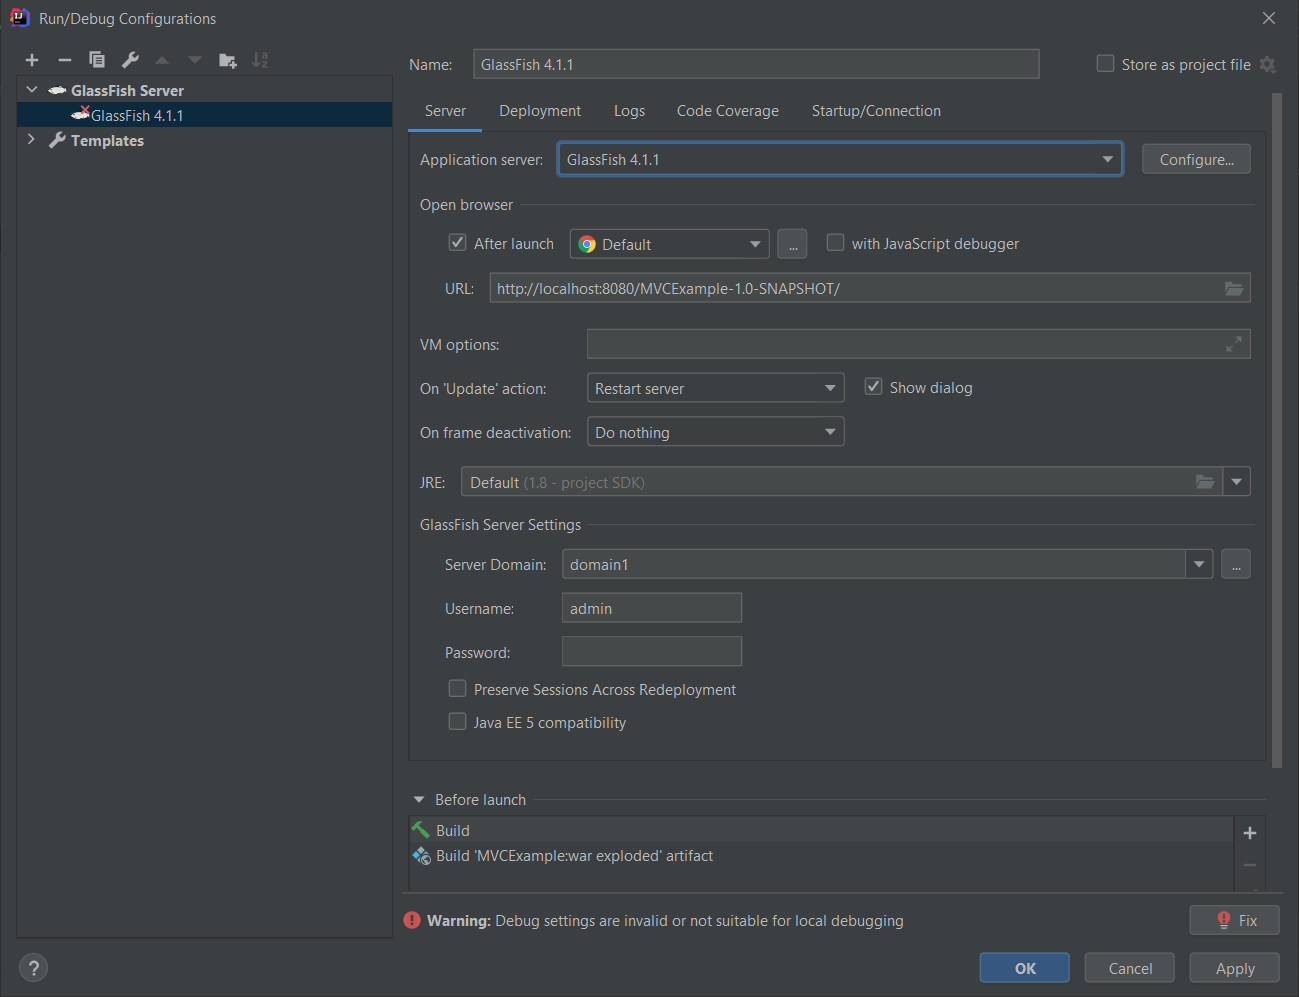 Run/Debug Configurations
GlassFish Server
GlassFish 4.1.1
Templates
Name: GlassFish 4.1.1 Store as project file
Server Deployment Logs Code Coverage Startup/Connection
Application server: GlassFish 4.1.1 Configure...
Open browser
After launch Default ... with JavaScript debugger
URL: http://localhost:8080/MVCExample-1.0-SNAPSHOT/
VM options:
On 'Update' action: Restart server Show dialog
On frame deactivation: Do nothing
JRE: Default (1.8 - project SDK)
GlassFish Server Settings
Server Domain: domain1 ...
Username: admin
Password:
Preserve Sessions Across Redeployment
Java EE 5 compatibility
Before launch
Build
Build 'MVCExample:war exploded' artifact
Warning: Debug settings are invalid or not suitable for local debugging Fix
? OK Cancel Apply